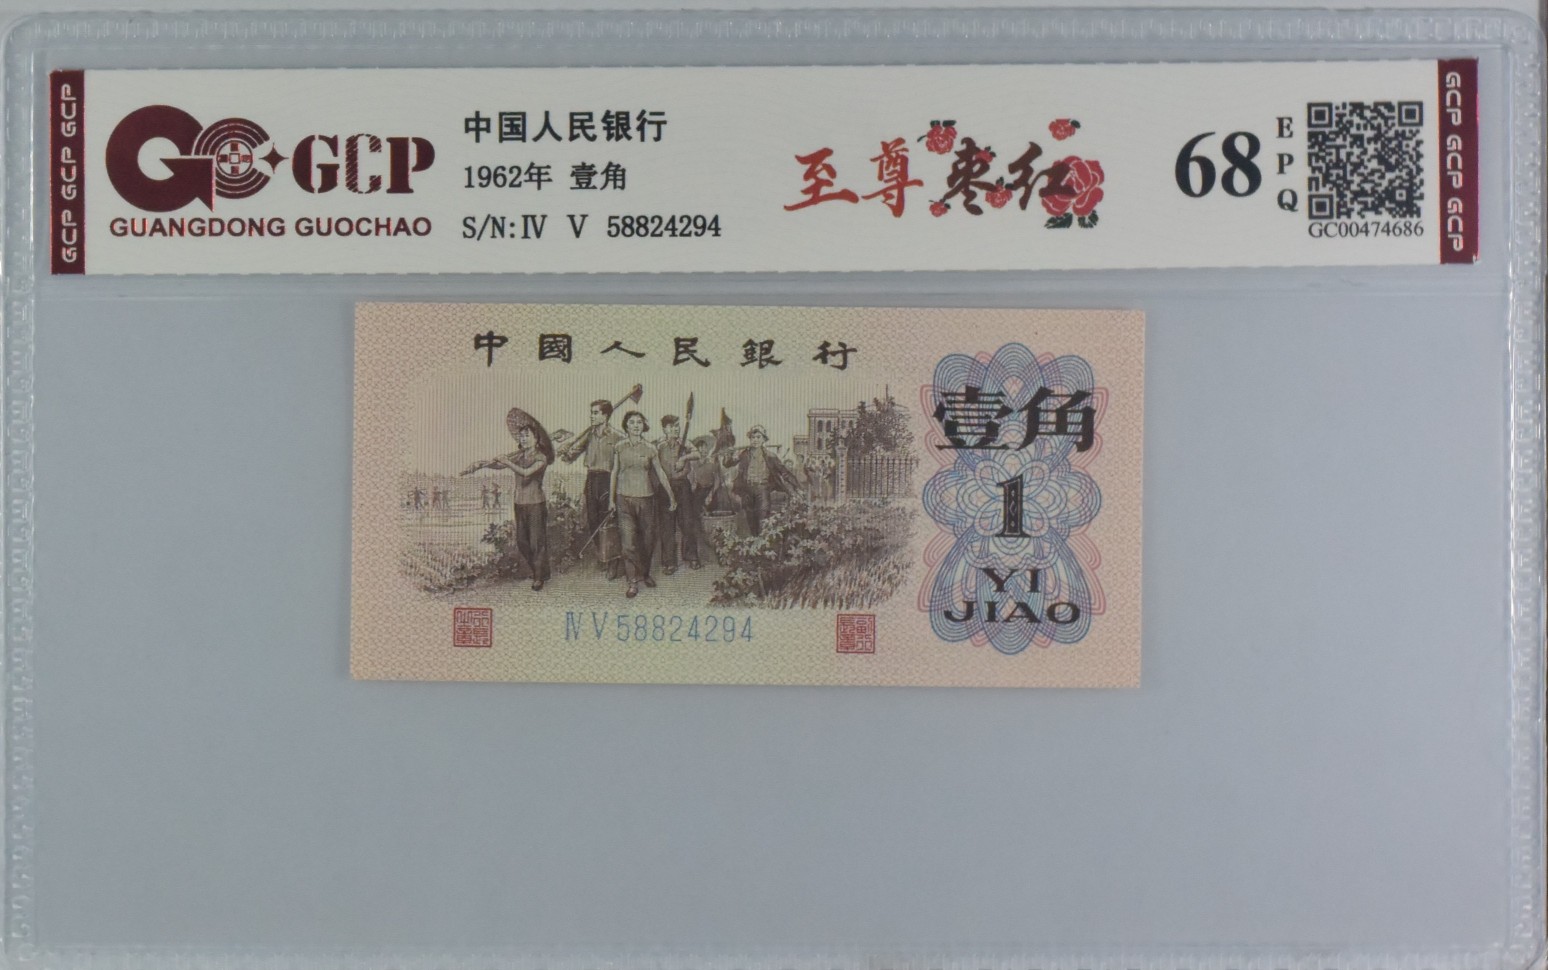 GCP GCP GCP
GCP
GUANGDONG GUOCHAO
中国人民银行
1962年 壹角
S/N:Ⅳ Ⅴ 58824294
至尊枣红
68
EPQ
GC00474686
GCP GCP GCP
中國人民銀行
壹角
1
YI
JIAO
Ⅳ Ⅴ 58824294